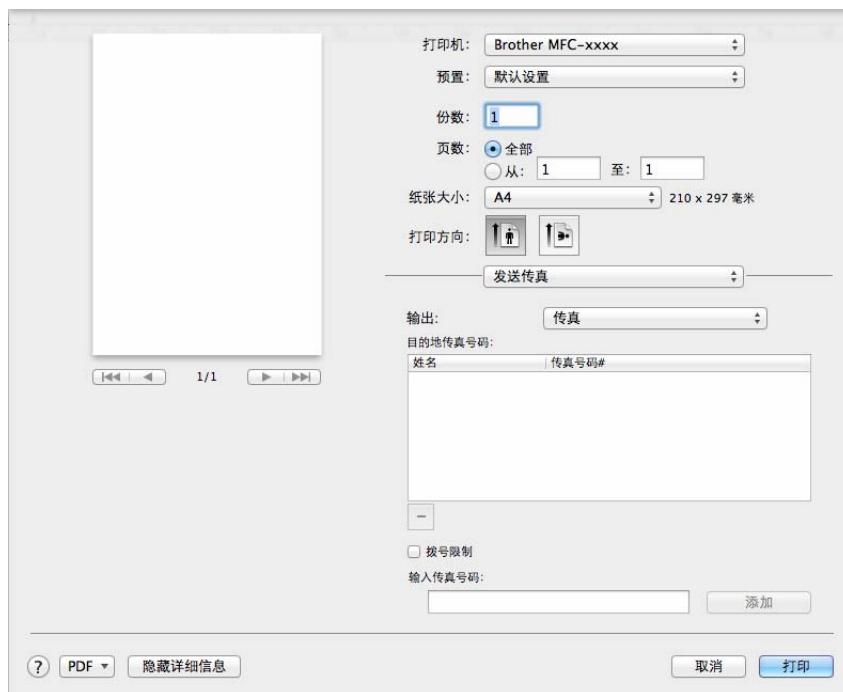 打印机: Brother MFC-xxxx
预置: 默认设置
份数: 1
页数: 全部
从: 1 至: 1
纸张大小: A4 210 x 297 毫米
打印方向:
发送传真
输出: 传真
目的地传真号码:
姓名 传真号码#
1/1
拨号限制
输入传真号码:
添加
? PDF 隐藏详细信息 取消 打印